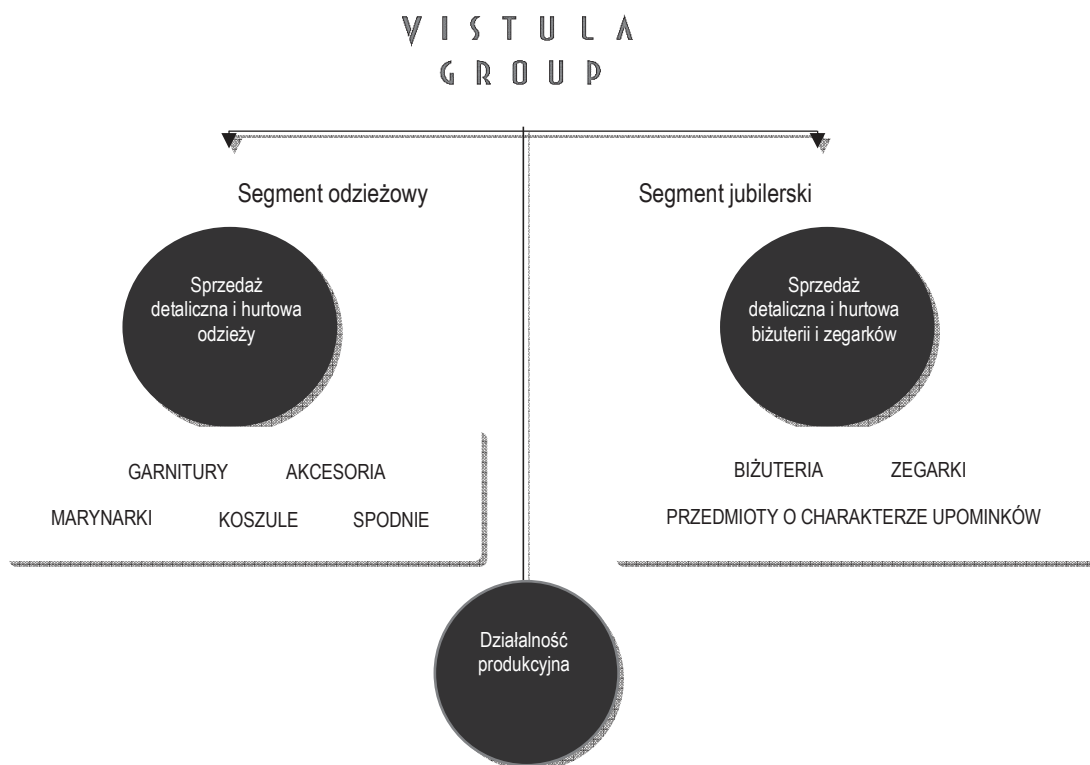 VISTULA
GROUP
Segment odzieżowy
Segment jubilerski
Sprzedaż
detaliczna i hurtowa
odzieży
Sprzedaż
detaliczna i hurtowa
biżuterii i zegarków
GARNITURY AKCESORIA
MARYNARKI KOSZULE SPODNIE
BIŻUTERIA ZEGARKI
PRZEDMIOTY O CHARAKTERZE UPOMINKÓW
Działalność
produkcyjna